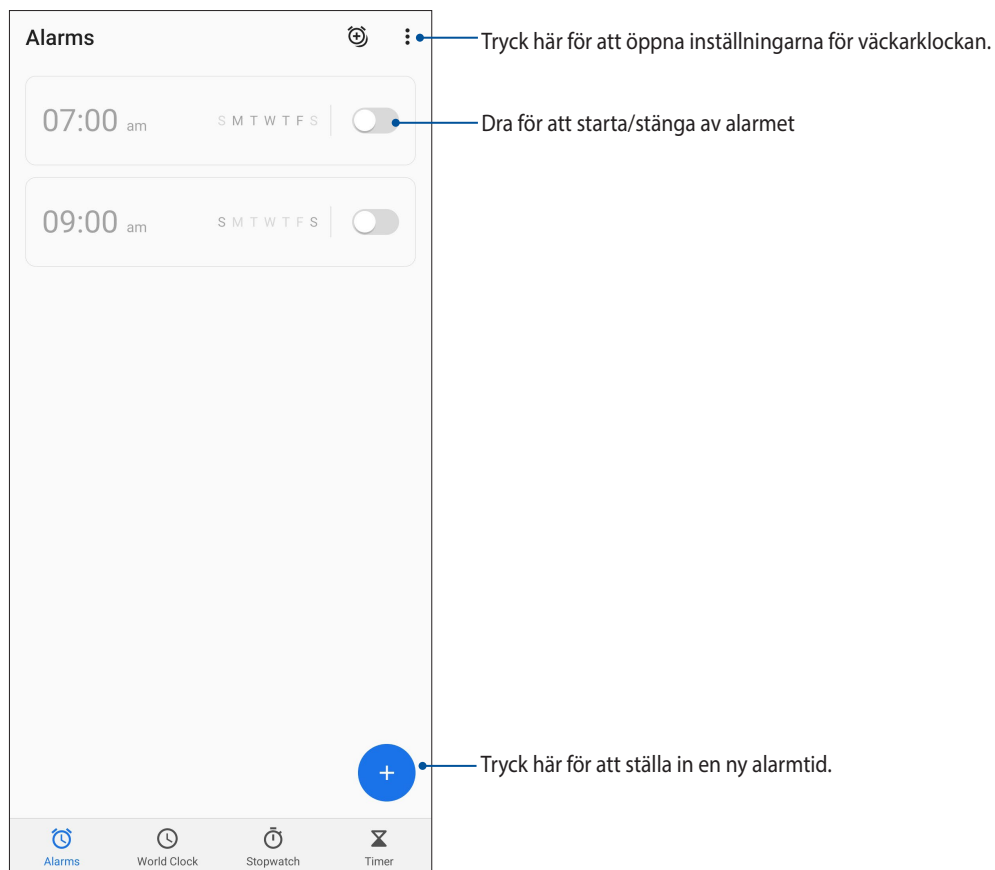 Alarms
Tryck här för att öppna inställningarna för väckarklockan.
07:00 am S M T W T F S
Dra för att starta/stänga av alarmet
09:00 am S M T W T F S
Tryck här för att ställa in en ny alarmtid.
Alarms World Clock Stopwatch Timer